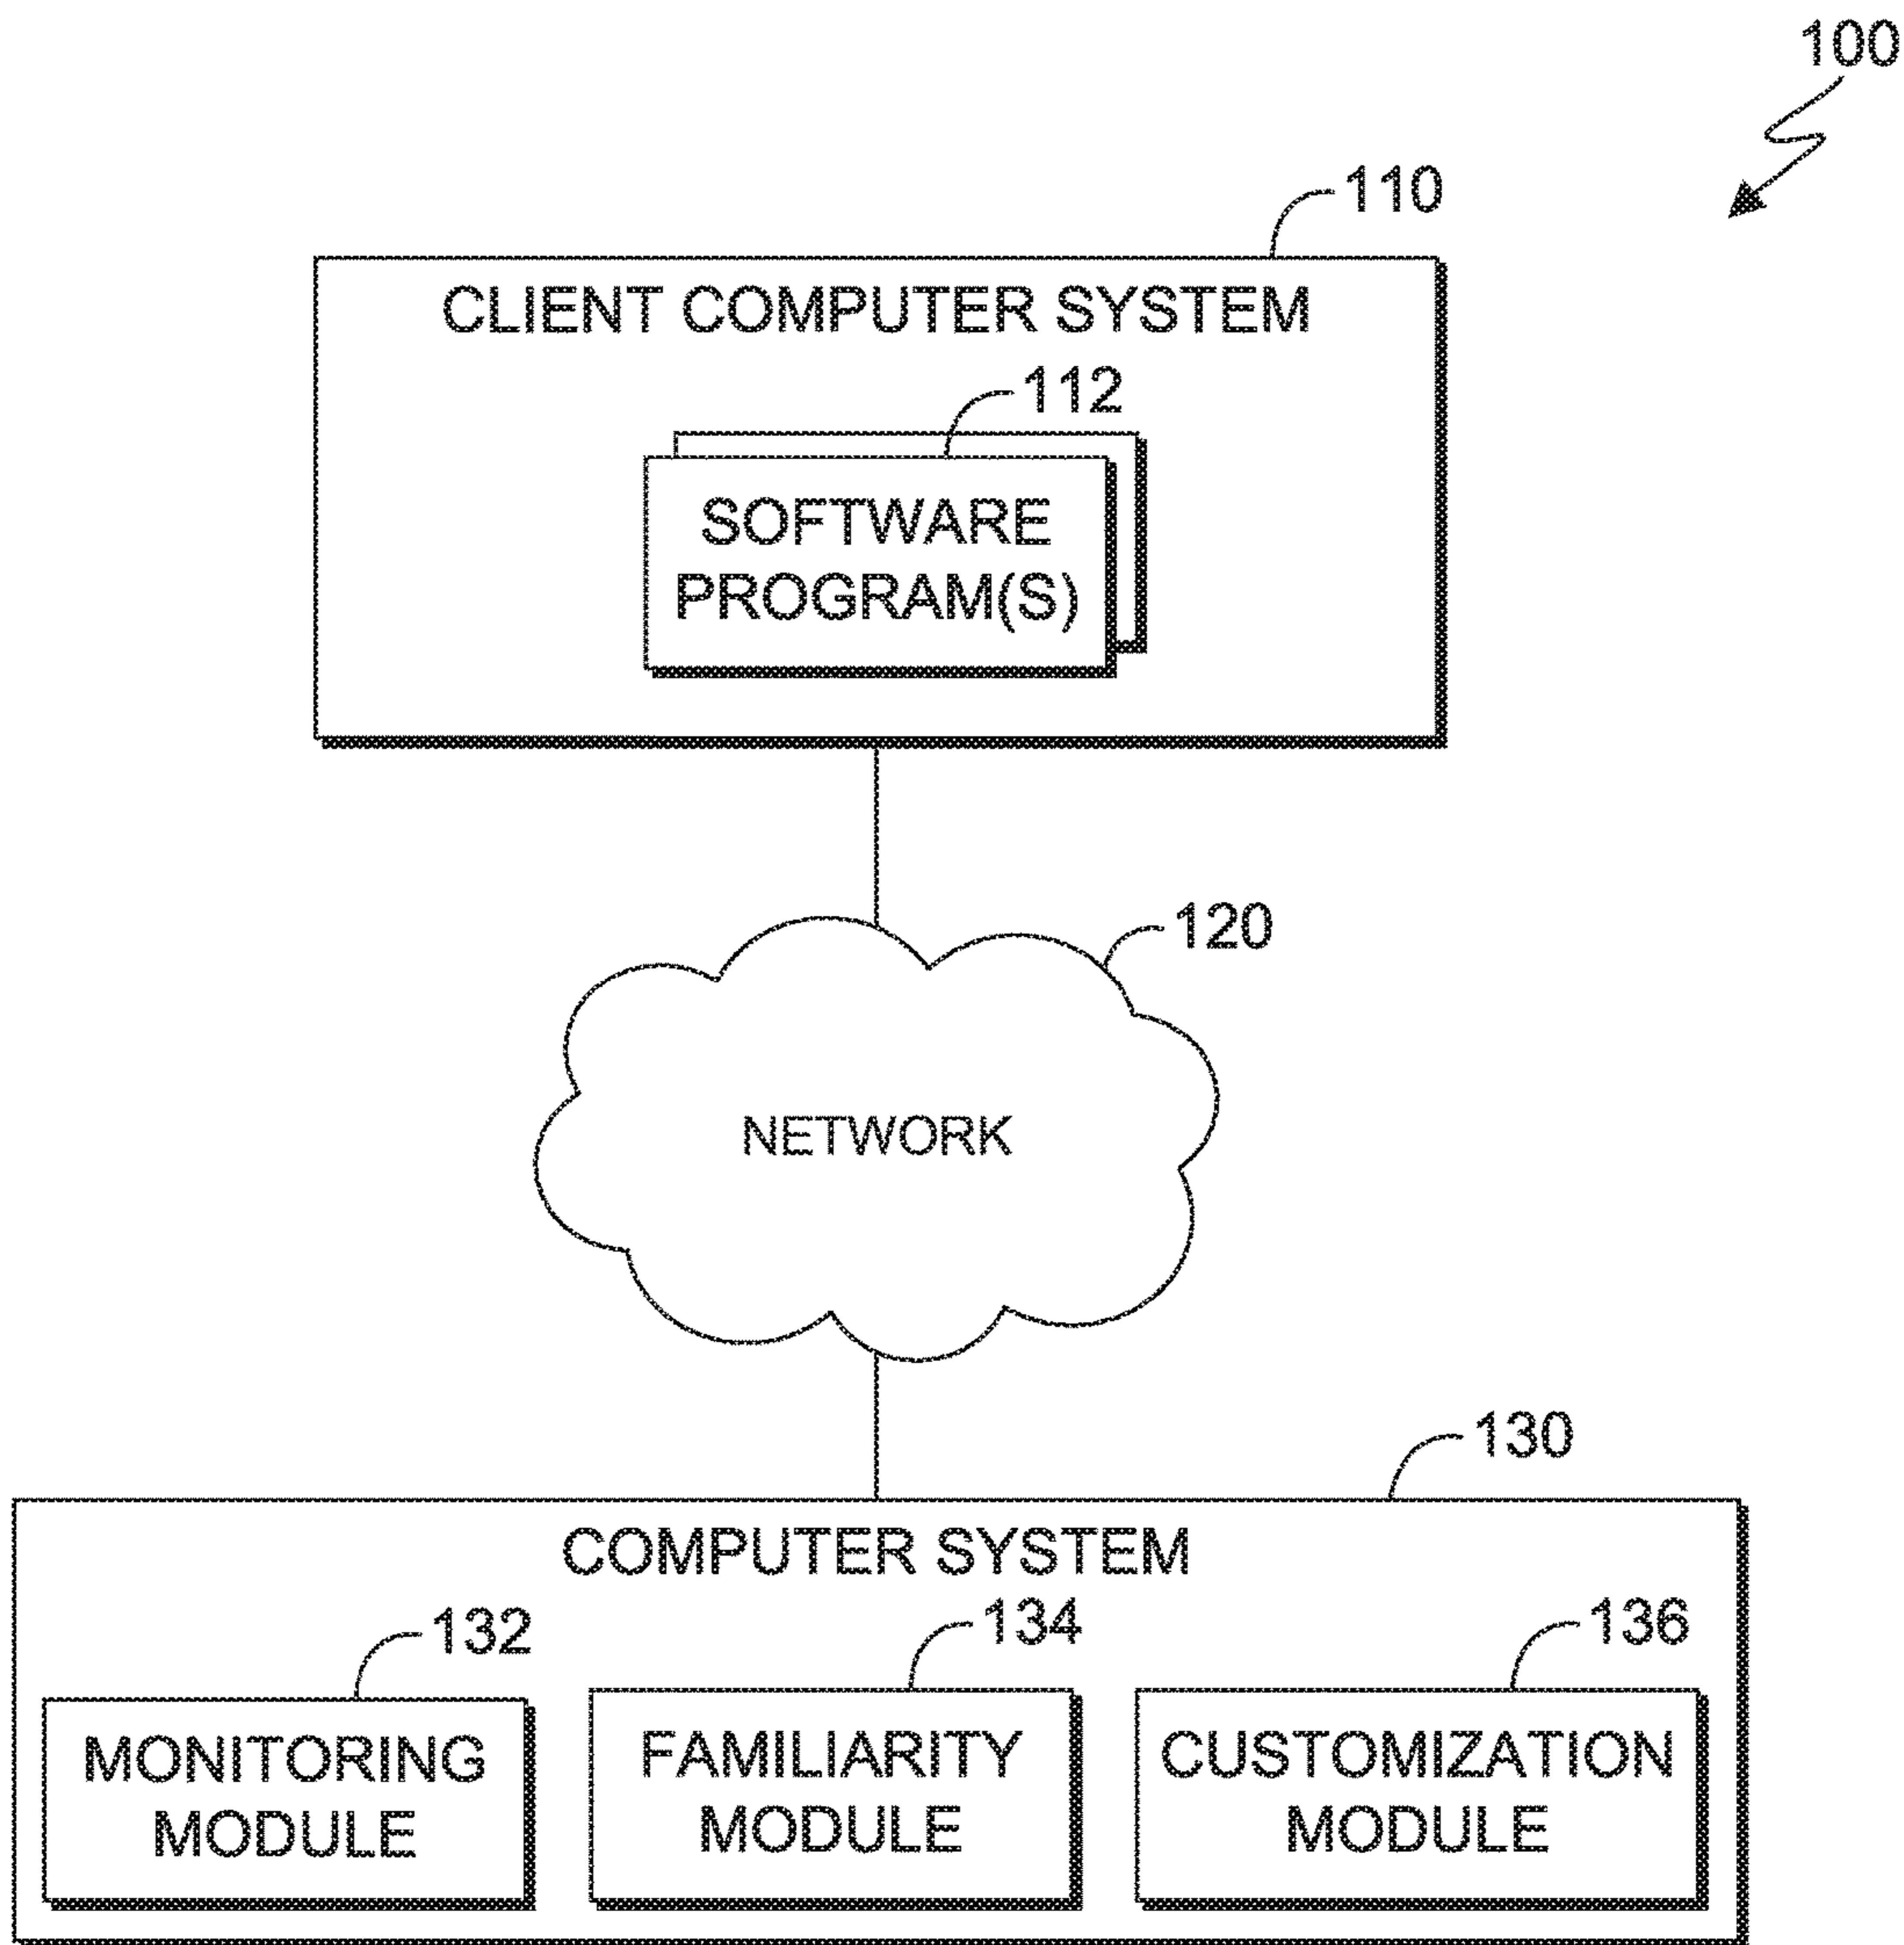 100
110
CLIENT COMPUTER SYSTEM
112
SOFTWARE
PROGRAM(S)
120
NETWORK
130
COMPUTER SYSTEM
132
134
136
MONITORING
MODULE
FAMILIARITY
MODULE
CUSTOMIZATION
MODULE